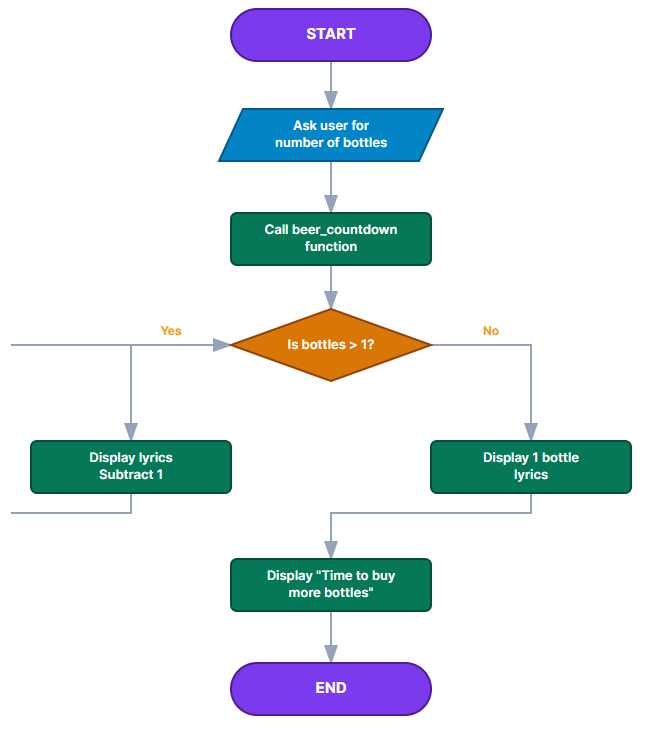 START
Ask user for
number of bottles
Call beer_countdown
function
Yes
No
Is bottles > 1?
Display lyrics
Subtract 1
Display 1 bottle
lyrics
Display "Time to buy
more bottles"
END